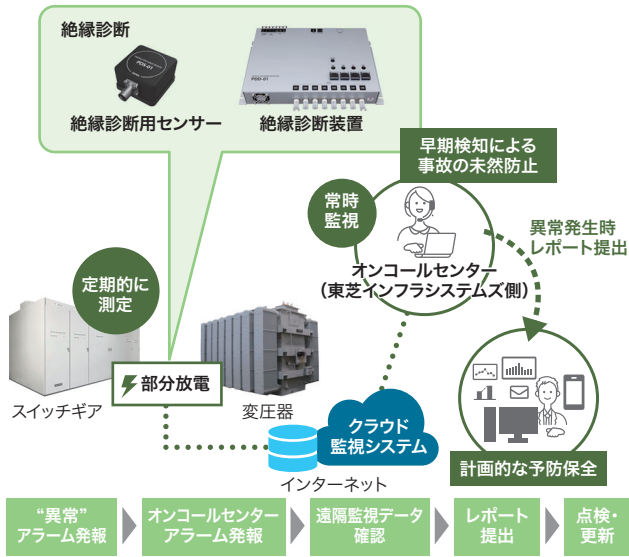 絶縁診断
PDS-01
PDD-01
絶縁診断用センサー
絶縁診断装置
早期検知による
事故の未然防止
常時
監視
異常発生時
レポート提出
オンコールセンター
（東芝インフラシステムズ側）
定期的に
測定
部分放電
スイッチギア
変圧器
クラウド
監視システム
インターネット
計画的な予防保全
“異常”
アラーム発報
オンコールセンター
アラーム発報
遠隔監視データ
確認
レポート
提出
点検・
更新